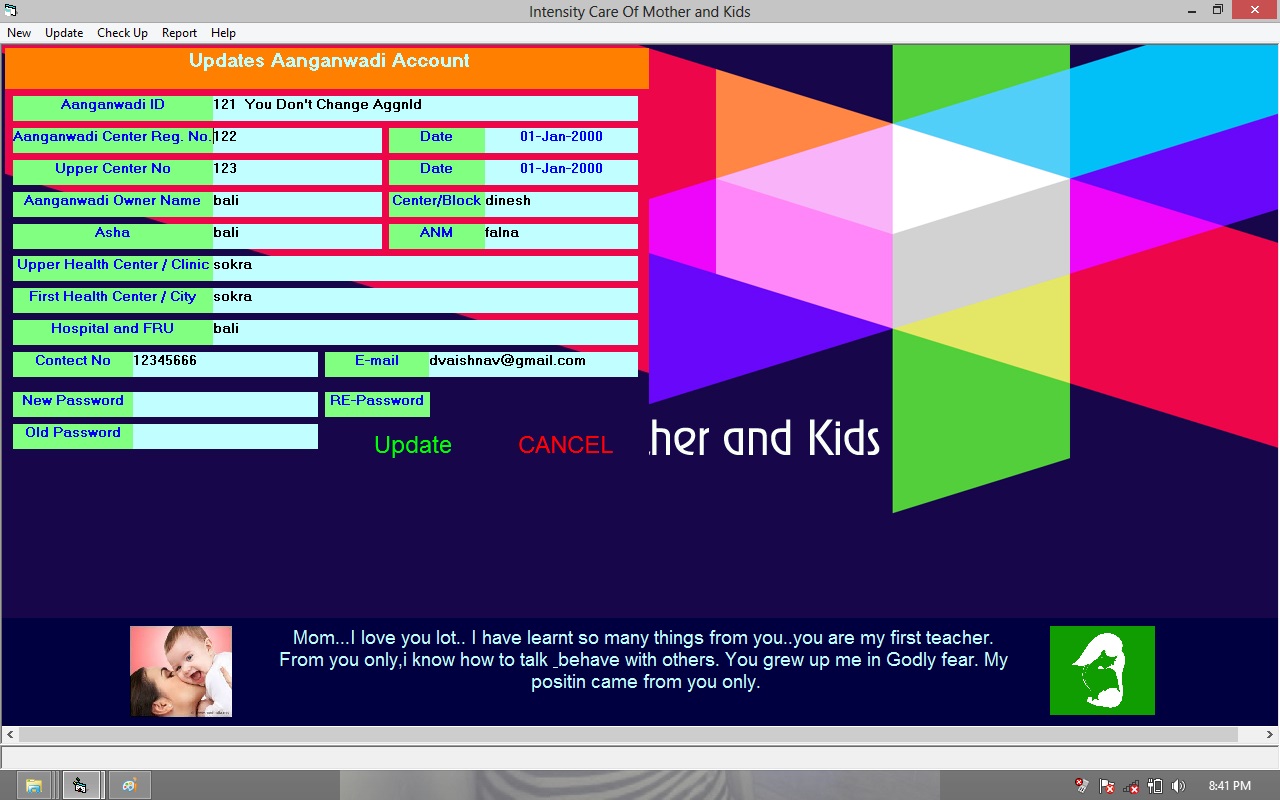 Intensity Care Of Mother and Kids
New Update Check Up Report Help
Updates Aanganwadi Account
Aanganwadi ID 121 You Don't Change AggnId
Aanganwadi Center Reg. No. 122 Date 01-Jan-2000
Upper Center No 123 Date 01-Jan-2000
Aanganwadi Owner Name bali Center/Block dinesh
Asha bali ANM falna
Upper Health Center / Clinic sokra
First Health Center / City sokra
Hospital and FRU bali
Contect No 12345666 E-mail dvaishnav@gmail.com
New Password RE-Password
Old Password
Update CANCEL
her and Kids
Mom...I love you lot.. I have learnt so many things from you..you are my first teacher.
From you only,i know how to talk _behave with others. You grew up me in Godly fear. My
positin came from you only.
8:41 PM